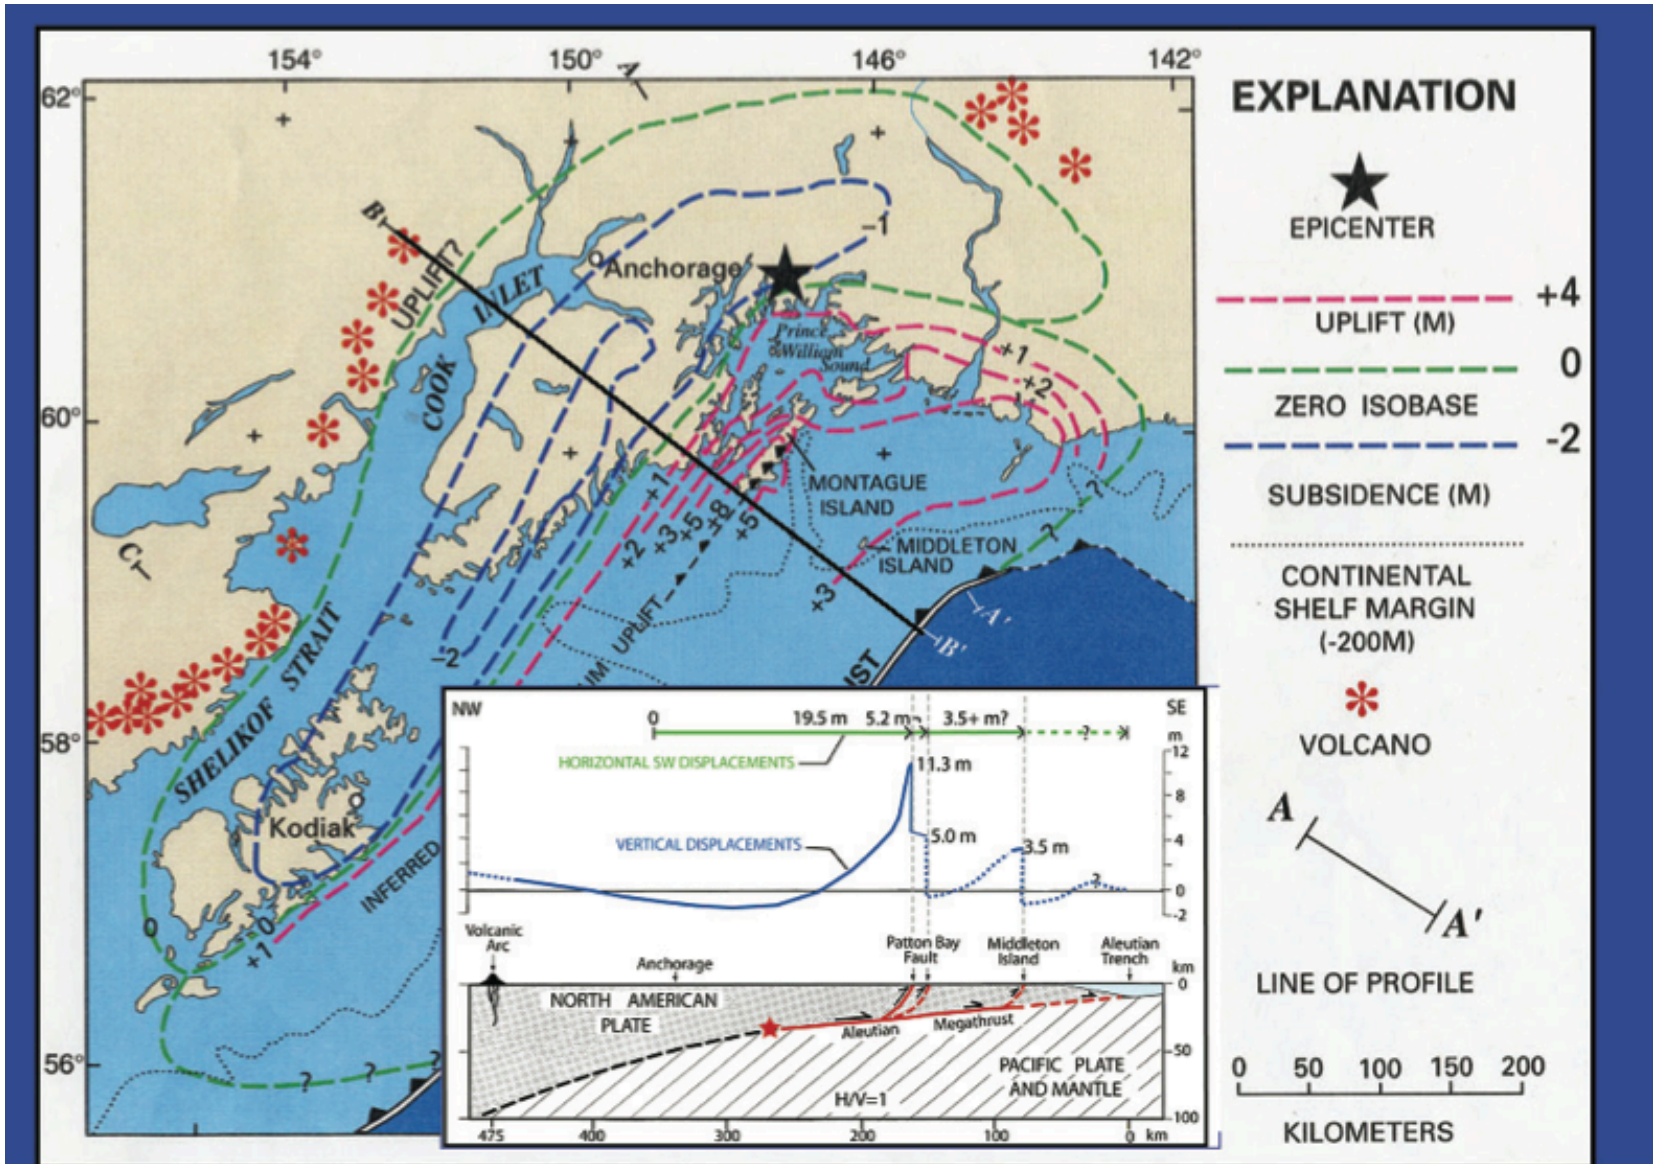 154°
150°
146°
142°
A
62°
60°
58°
56°
B
UPLIFT?
COOK
INLET
Anchorage
-1
Prince
William
Sound
+1
+2
MONTAGUE
ISLAND
MIDDLETON
ISLAND
+1
+2
+3
+5
+8
+5
+3
?
?
C
-2
UM UPLIFT
A'
B'
UST
SHELIKOF STRAIT
Kodiak
INFERRED
0
0
+1
?
?
?
EXPLANATION
EPICENTER
+4
UPLIFT (M)
0
ZERO ISOBASE
-2
SUBSIDENCE (M)
CONTINENTAL
SHELF MARGIN
(-200M)
VOLCANO
A
A'
LINE OF PROFILE
0 50 100 150 200
KILOMETERS
NW
SE
0
19.5 m
5.2 m
3.5+ m?
?
m
HORIZONTAL SW DISPLACEMENTS
12
11.3 m
8
VERTICAL DISPLACEMENTS
5.0 m
4
3.5 m
?
0
-2
Volcanic
Arc
Anchorage
Patton Bay
Fault
Middleton
Island
Aleutian
Trench
km
0
NORTH AMERICAN
PLATE
Aleutian
Megathrust
50
PACIFIC PLATE
AND MANTLE
H/V=1
100
475 400 300 200 100 0 km